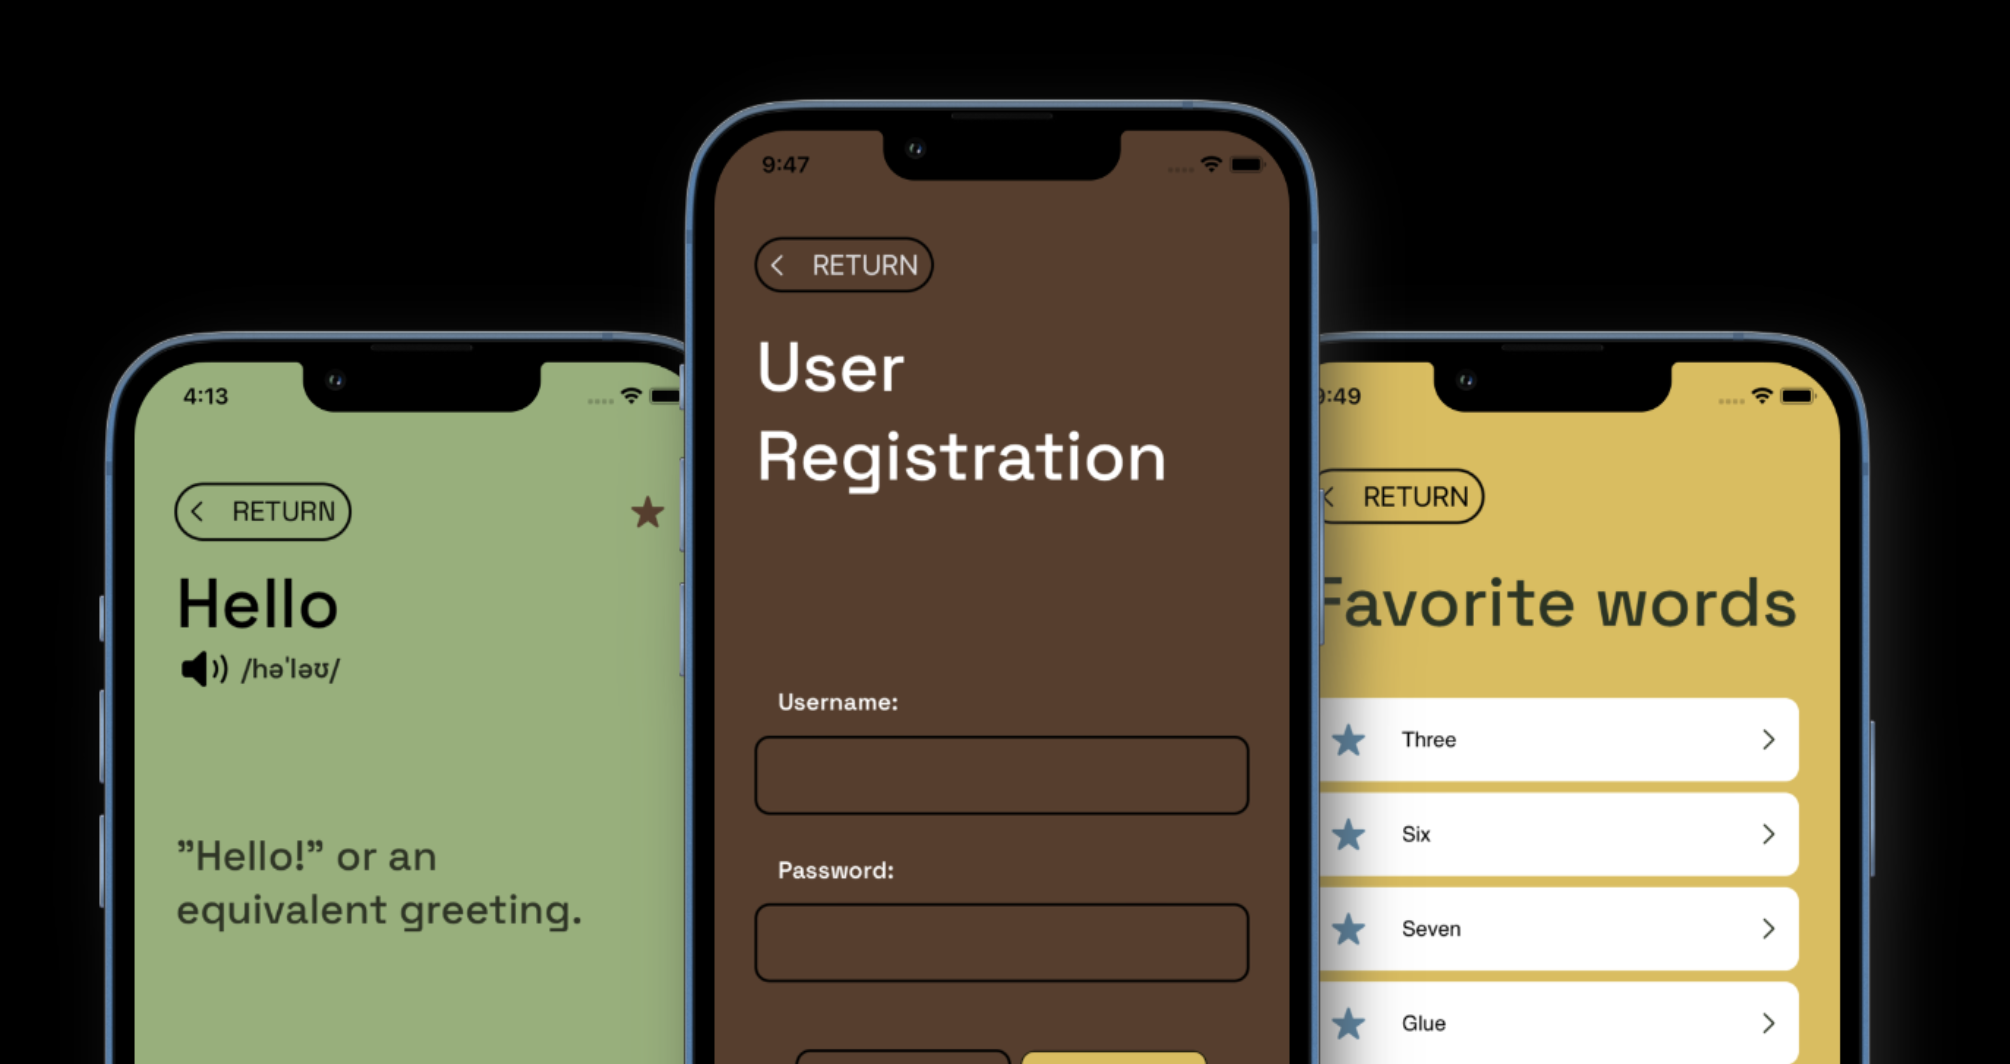 4:13
RETURN
Hello
/həˈləʊ/
”Hello!” or an
equivalent greeting.
9:47
RETURN
User
Registration
Username:
Password:
9:49
RETURN
Favorite words
Three
Six
Seven
Glue